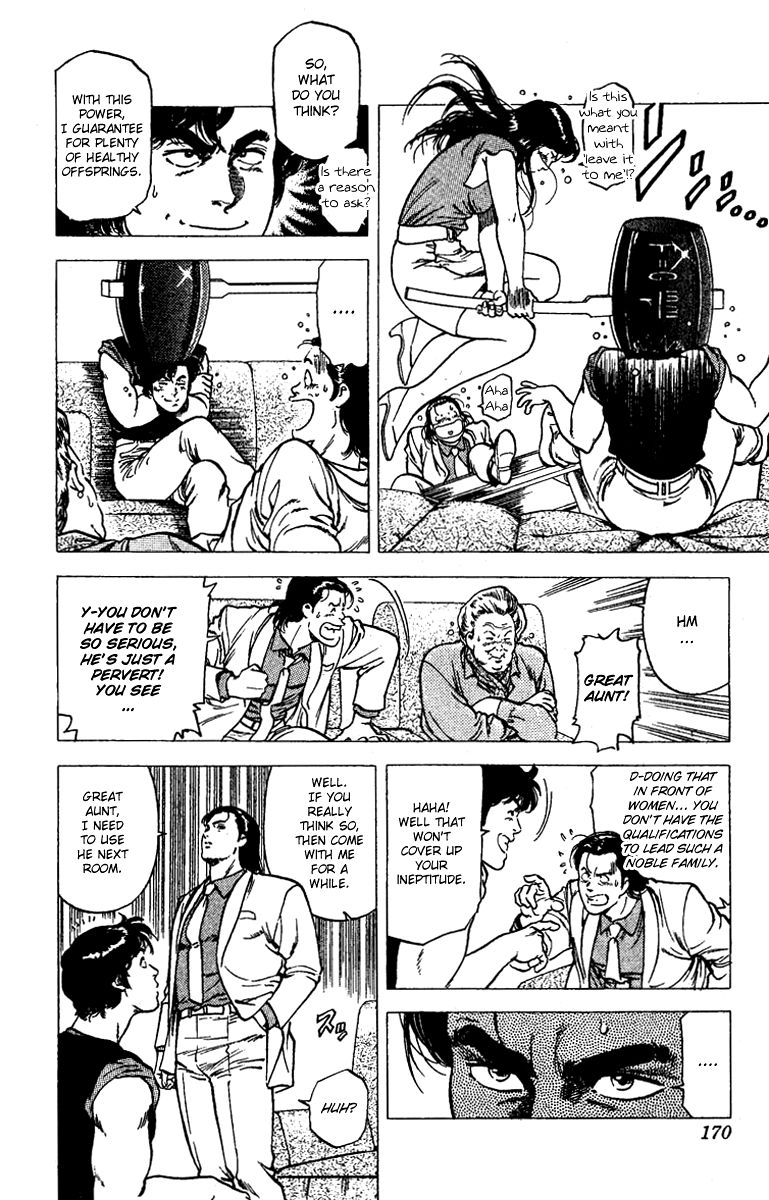 Is this
what you
meant
with
'leave it
to me'!?
Aha
Aha
SO,
WHAT
DO YOU
THINK?
Is there
a reason
to ask?
WITH THIS
POWER,
I GUARANTEE
FOR PLENTY
OF HEALTHY
OFFSPRINGS.
....
HM
...
GREAT
AUNT!
Y-YOU DON'T
HAVE TO BE
SO SERIOUS,
HE'S JUST A
PERVERT!
YOU SEE
...
D-DOING THAT
IN FRONT OF
WOMEN... YOU
DON'T HAVE THE
QUALIFICATIONS
TO LEAD SUCH A
NOBLE FAMILY.
HAHA!
WELL THAT
WON'T
COVER UP
YOUR
INEPTITUDE.
....
WELL.
IF YOU
REALLY
THINK SO,
THEN COME
WITH ME
FOR A
WHILE.
GREAT
AUNT,
I NEED
TO USE
HE NEXT
ROOM.
スッ
HUH?
170